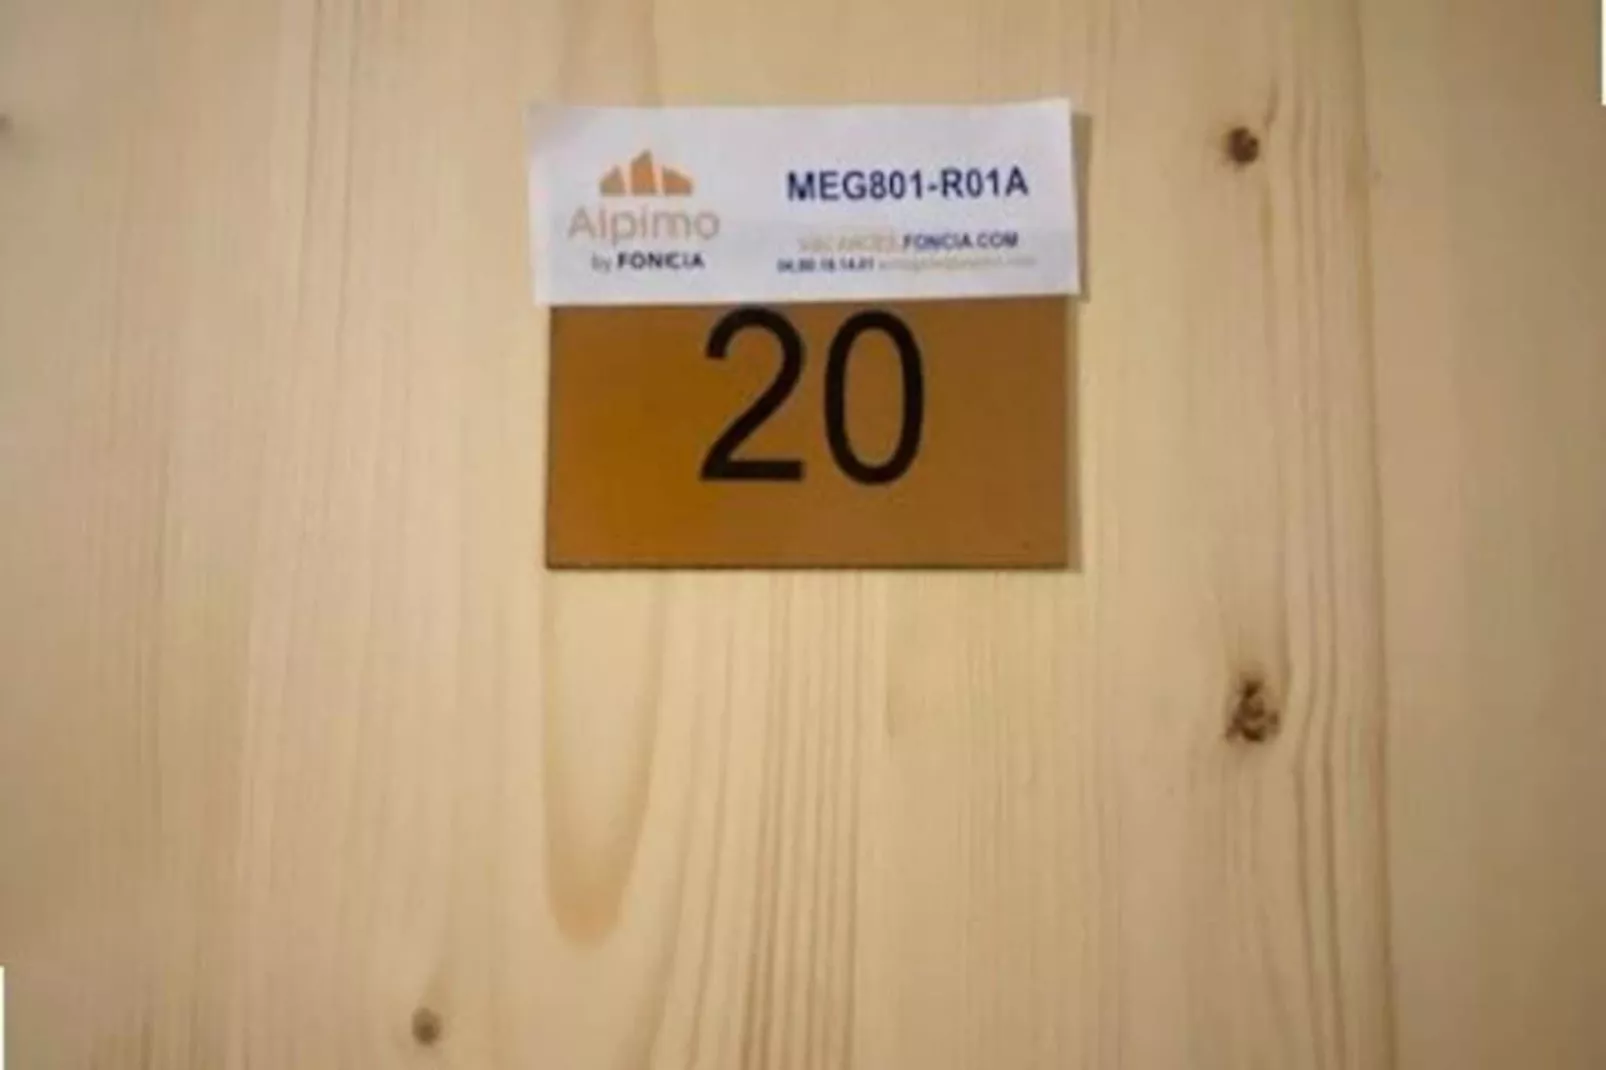 Alpimo
by FONCIA
MEG801-R01A
VACANCES.FONCIA.COM
20